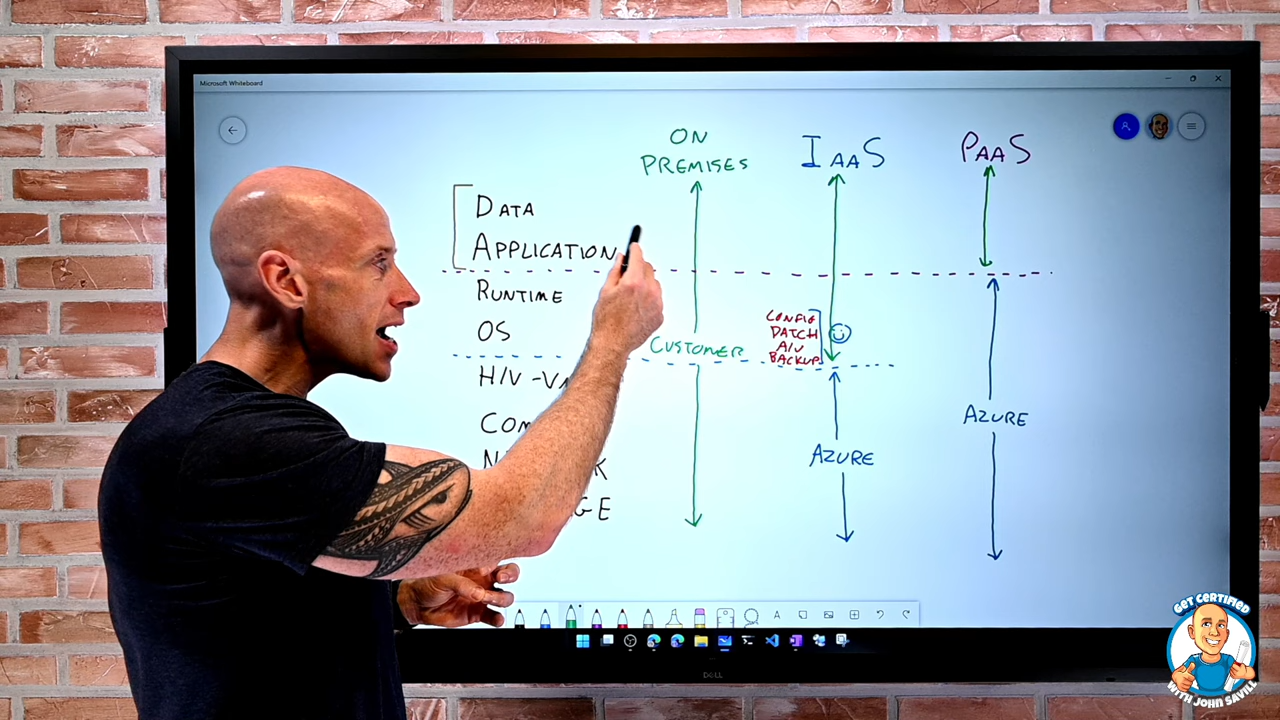 Microsoft Whiteboard
ON
PREMISES
IAAS
PAAS
DATA
APPLICATION
RUNTIME
OS
CONFIG
PATCH
A/V
BACKUP
CUSTOMER
H/V
AZURE
AZURE
DELL
GET CERTIFIED
WITH JOHN SAVILL